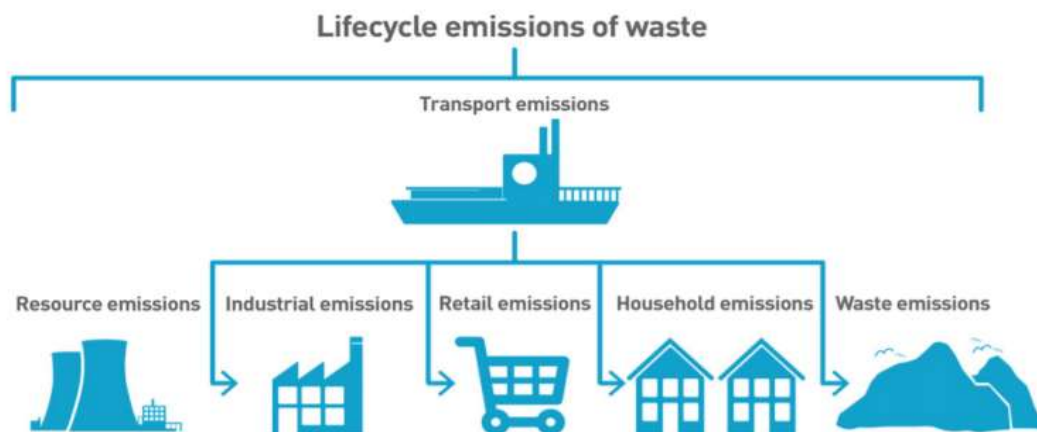 Lifecycle emissions of waste
Transport emissions
Resource emissions
Industrial emissions
Retail emissions
Household emissions
Waste emissions